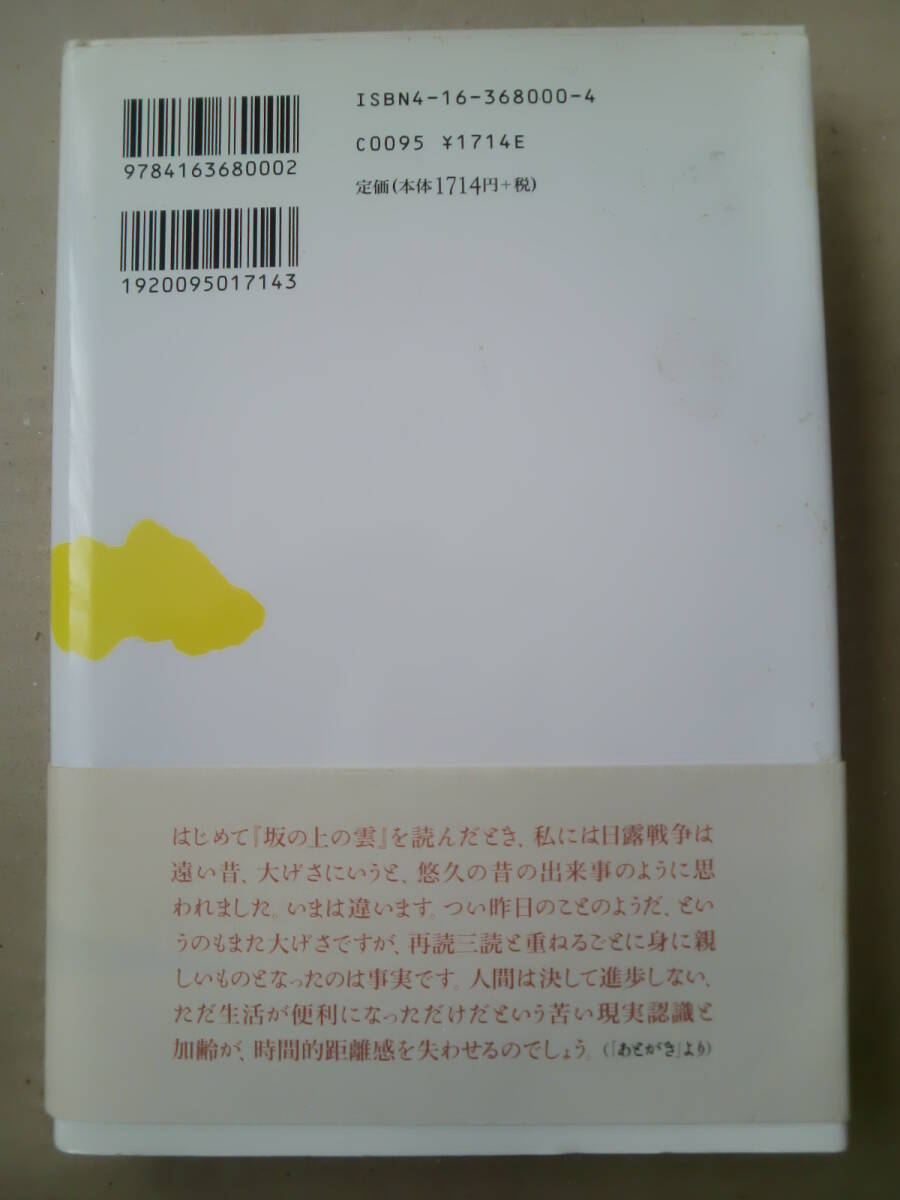 ISBN4-16-368000-4
C0095 ¥1714E
定価(本体1714円+税)
9784163680002
1920095017143
はじめて『坂の上の雲』を読んだとき、私には日露戦争は
遠い昔、大げさにいうと、悠久の昔の出来事のように思
われました。いまは違います。つい昨日のことのようだ、とい
うのもまた大げさですが、再読三読と重ねるごとに身に親
しいものとなったのは事実です。人間は決して進歩しない、
ただ生活が便利になっただけだという苦い現実認識と
加齢が、時間的距離感を失わせるのでしょう。(「あとがき」より)